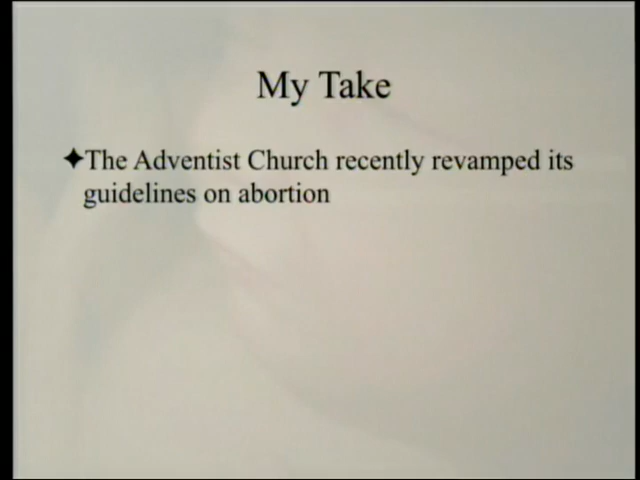 My Take
✦The Adventist Church recently revamped its
guidelines on abortion